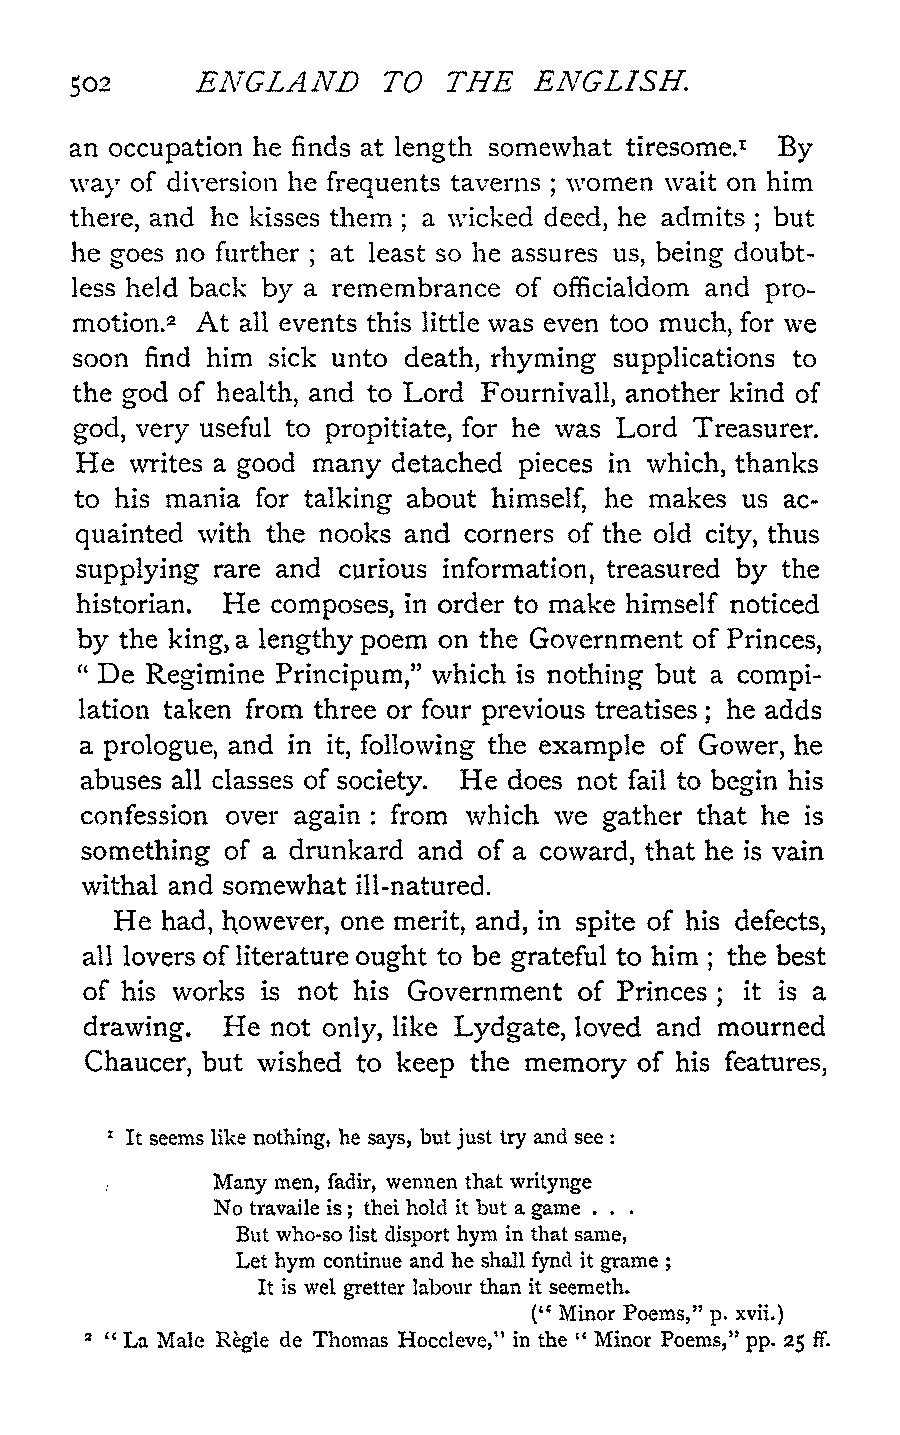 502 ENGLAND TO THE ENGLISH.
an occupation he finds at length somewhat tiresome.¹ By
way of diversion he frequents taverns ; women wait on him
there, and he kisses them ; a wicked deed, he admits ; but
he goes no further ; at least so he assures us, being doubt-
less held back by a remembrance of officialdom and pro-
motion.² At all events this little was even too much, for we
soon find him sick unto death, rhyming supplications to
the god of health, and to Lord Fournivall, another kind of
god, very useful to propitiate, for he was Lord Treasurer.
He writes a good many detached pieces in which, thanks
to his mania for talking about himself, he makes us ac-
quainted with the nooks and corners of the old city, thus
supplying rare and curious information, treasured by the
historian. He composes, in order to make himself noticed
by the king, a lengthy poem on the Government of Princes,
“ De Regimine Principum,” which is nothing but a compi-
lation taken from three or four previous treatises ; he adds
a prologue, and in it, following the example of Gower, he
abuses all classes of society. He does not fail to begin his
confession over again : from which we gather that he is
something of a drunkard and of a coward, that he is vain
withal and somewhat ill-natured.
He had, however, one merit, and, in spite of his defects,
all lovers of literature ought to be grateful to him ; the best
of his works is not his Government of Princes ; it is a
drawing. He not only, like Lydgate, loved and mourned
Chaucer, but wished to keep the memory of his features,
¹ It seems like nothing, he says, but just try and see :
Many men, fadir, wennen that writynge
No travaile is ; thei hold it but a game . . .
But who-so list disport hym in that same,
Let hym continue and he shall fynd it grame ;
It is wel gretter labour than it seemeth.
(“ Minor Poems,” p. xvii.)
² “ La Male Règle de Thomas Hoccleve,” in the “ Minor Poems,” pp. 25 ff.